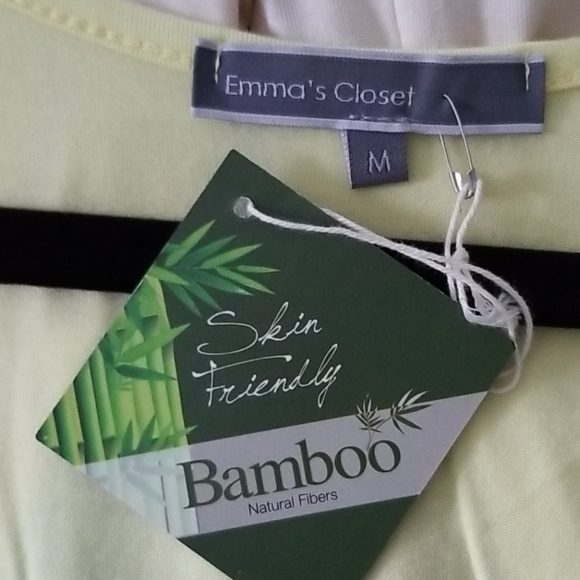 Emma's Closet
M
Skin
Friendly
Bamboo
Natural Fibers